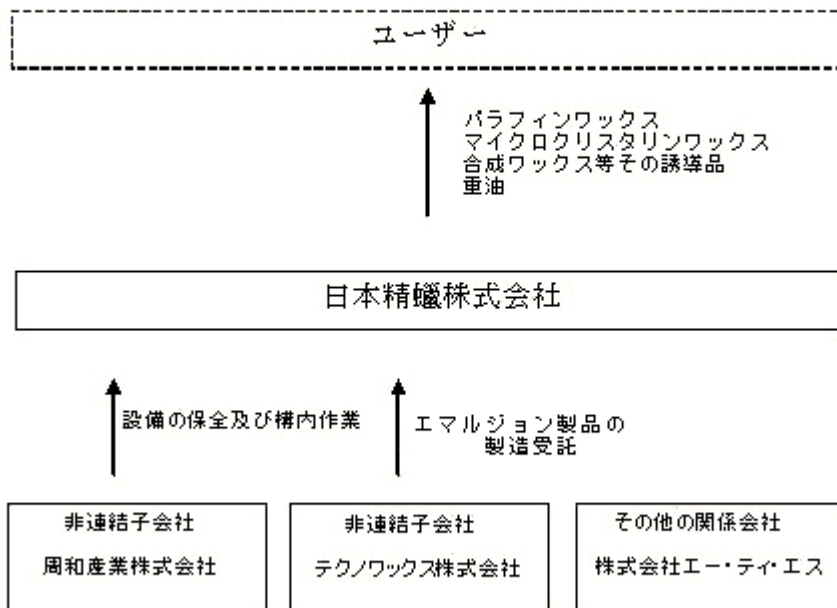 ユーザー
パラフィンワックス
マイクロクリスタリンワックス
合成ワックス等その誘導品
重油
日本精蠟株式会社
設備の保全及び構内作業
エマルジョン製品の
製造受託
非連結子会社
周和産業株式会社
非連結子会社
テクノワックス株式会社
その他の関係会社
株式会社エー・ティ・エス